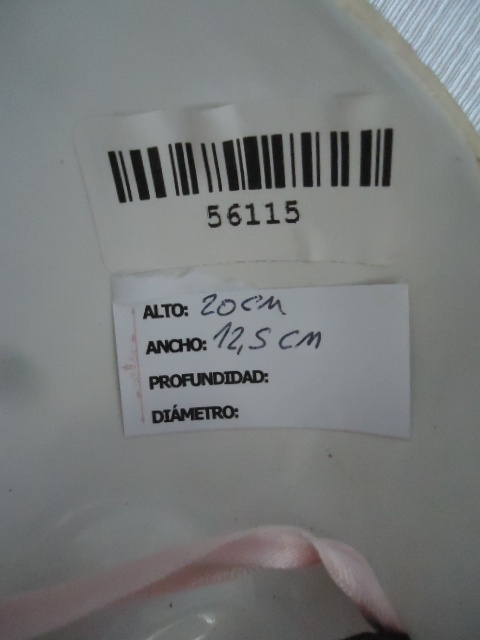 56115
ALTO: 20 CM
ANCHO: 12,5 CM
PROFUNDIDAD:
DIÁMETRO: